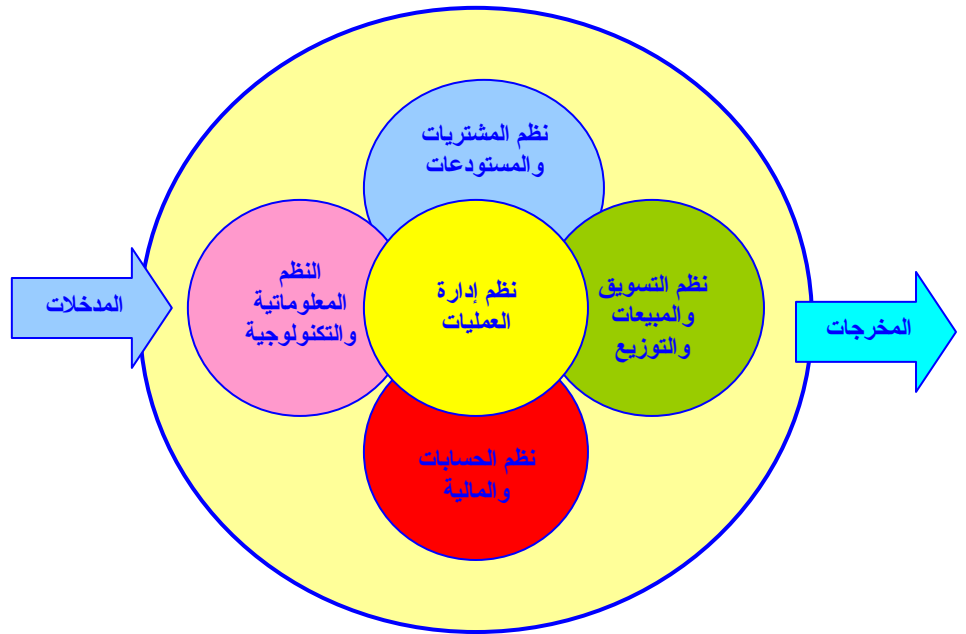 نظم المشتريات
والمستودعات
المدخلات
النظم
المعلوماتية
والتكنولوجية
نظم إدارة
العمليات
نظم التسويق
والمبيعات
والتوزيع
المخرجات
نظم الحسابات
والمالية